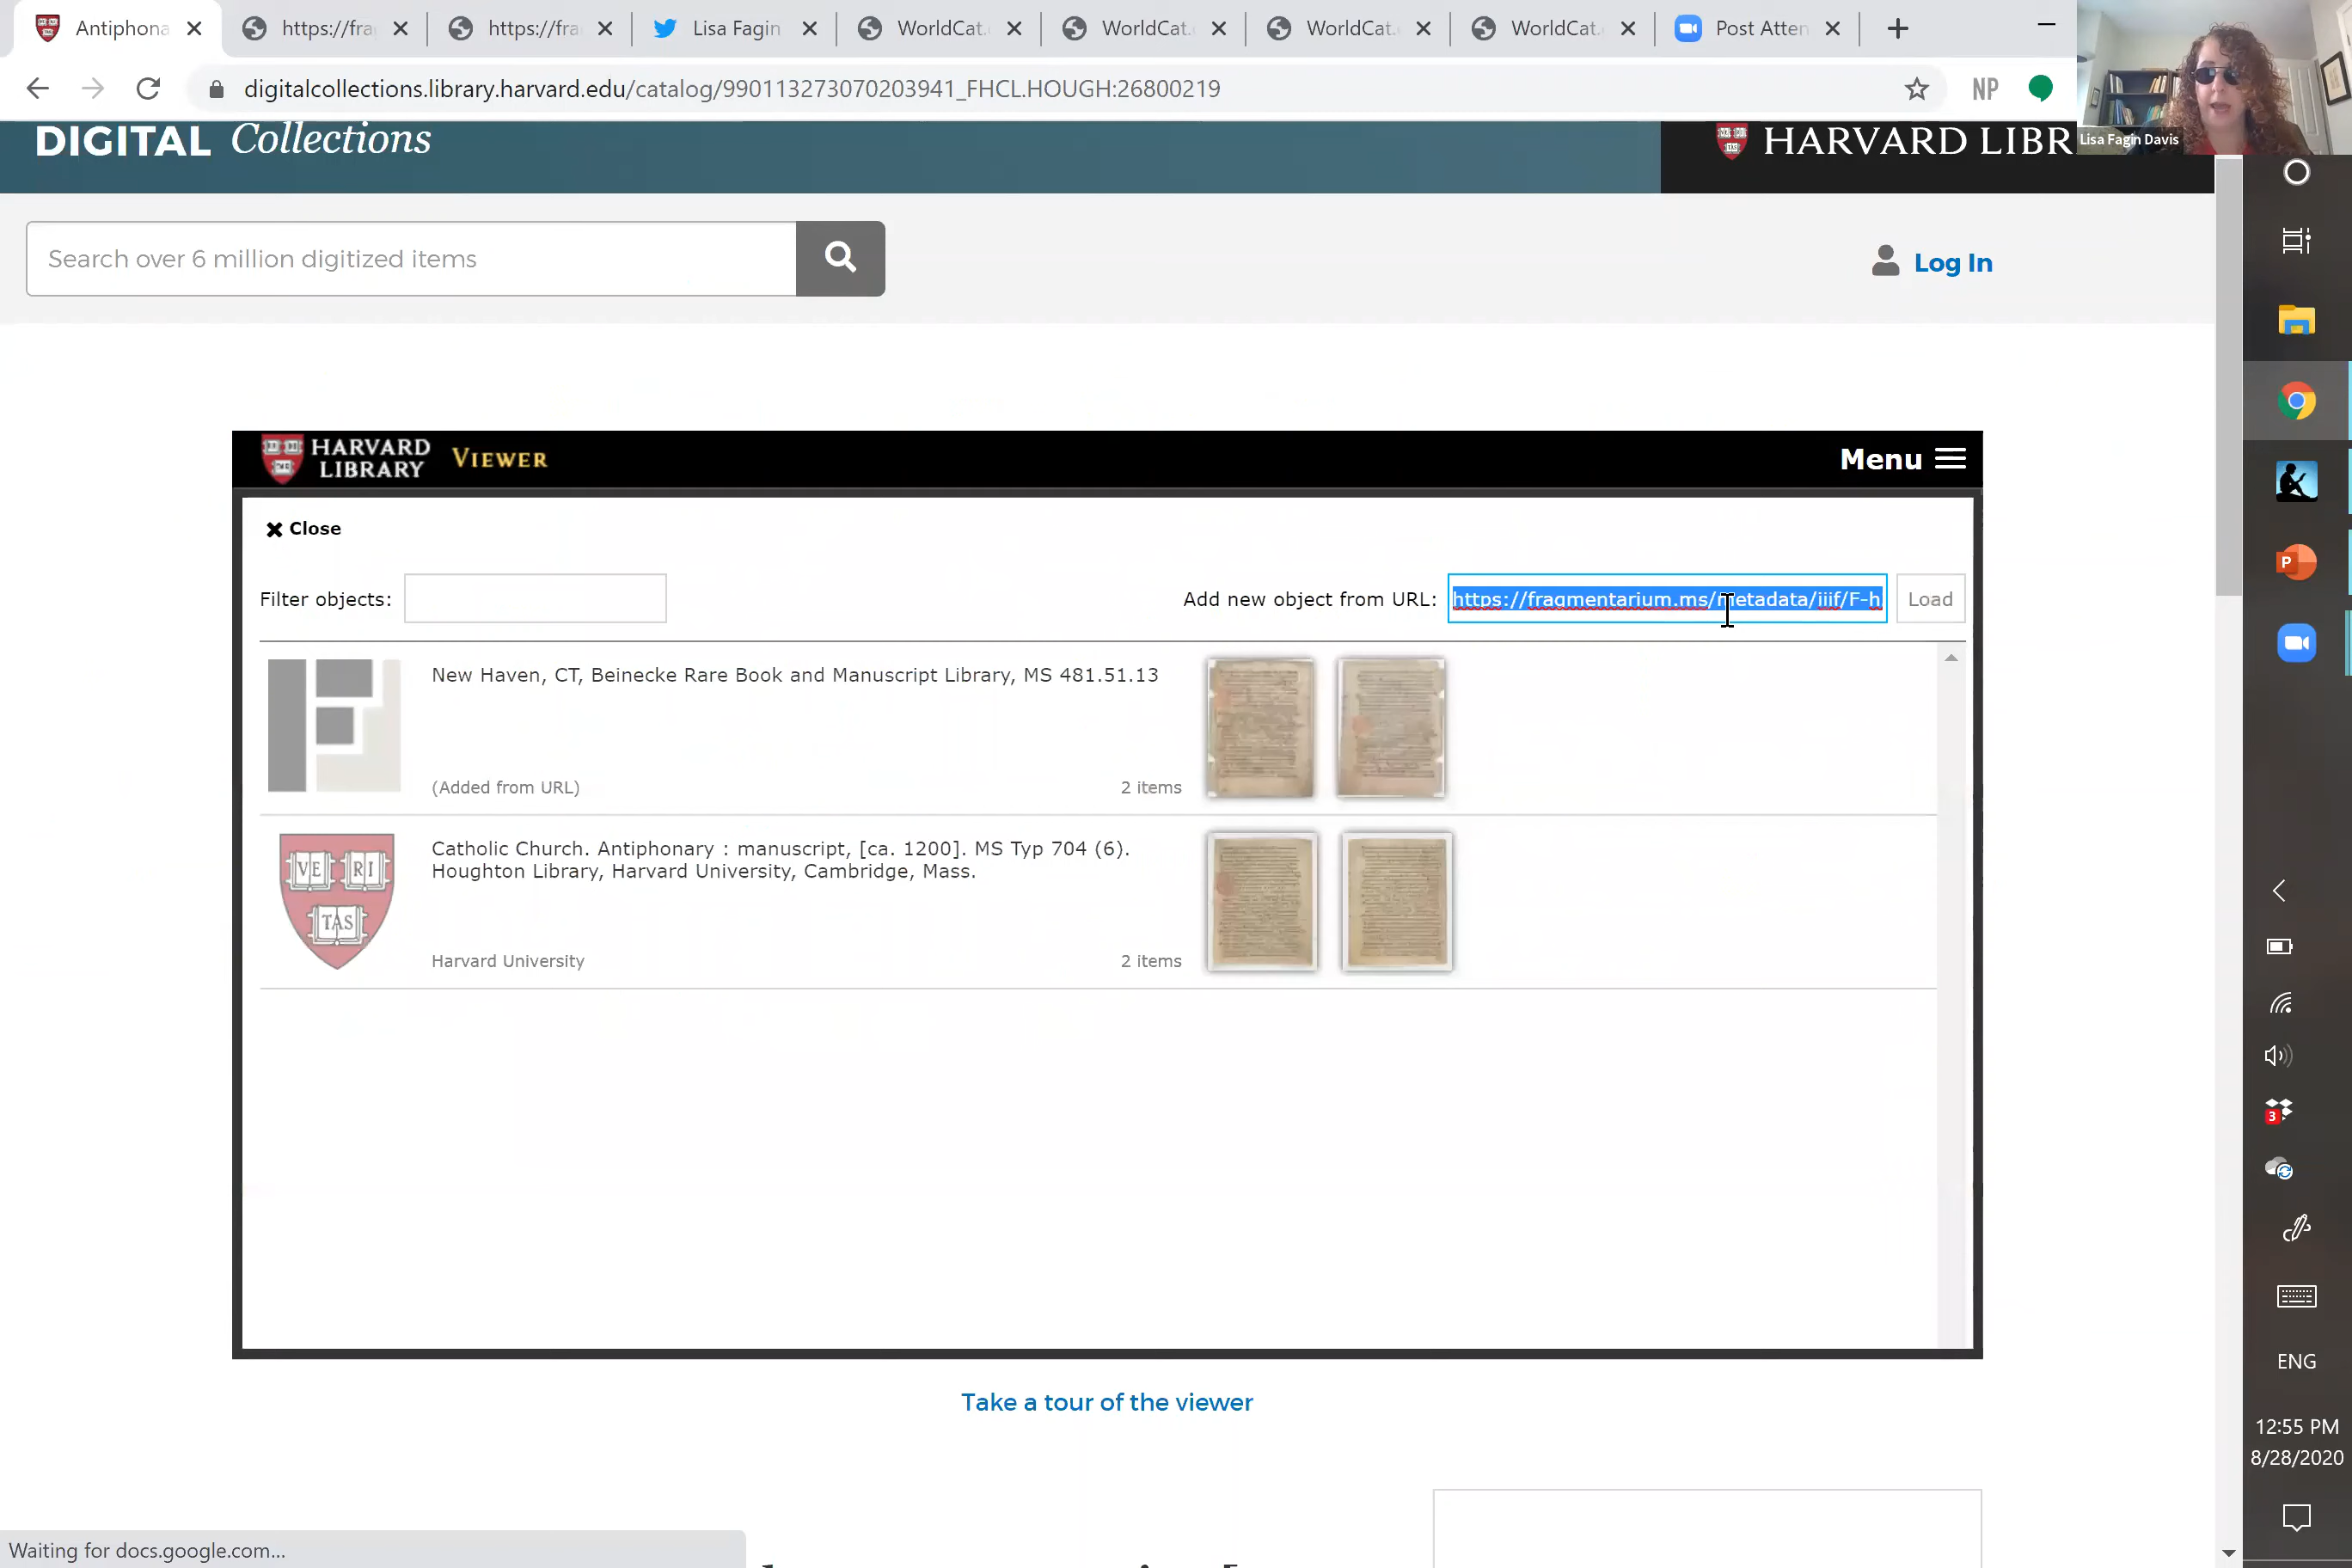 Antiphona
https://fra
https://fra
Lisa Fagin
WorldCat.
WorldCat.
WorldCat.
WorldCat.
Post Atten
digitalcollections.library.harvard.edu/catalog/990113273070203941_FHCL.HOUGH:26800219
NP
Lisa Fagin Davis
DIGITAL Collections
HARVARD LIBR
Search over 6 million digitized items
Log In
HARVARD
LIBRARY
VIEWER
Menu
Close
Filter objects:
Add new object from URL:
https://fragmentarium.ms/metadata/iiif/F-h
Load
New Haven, CT, Beinecke Rare Book and Manuscript Library, MS 481.51.13
(Added from URL)
2 items
VE RI
TAS
Catholic Church. Antiphonary : manuscript, [ca. 1200]. MS Typ 704 (6).
Houghton Library, Harvard University, Cambridge, Mass.
Harvard University
2 items
Take a tour of the viewer
P
3
ENG
12:55 PM
8/28/2020
Waiting for docs.google.com...